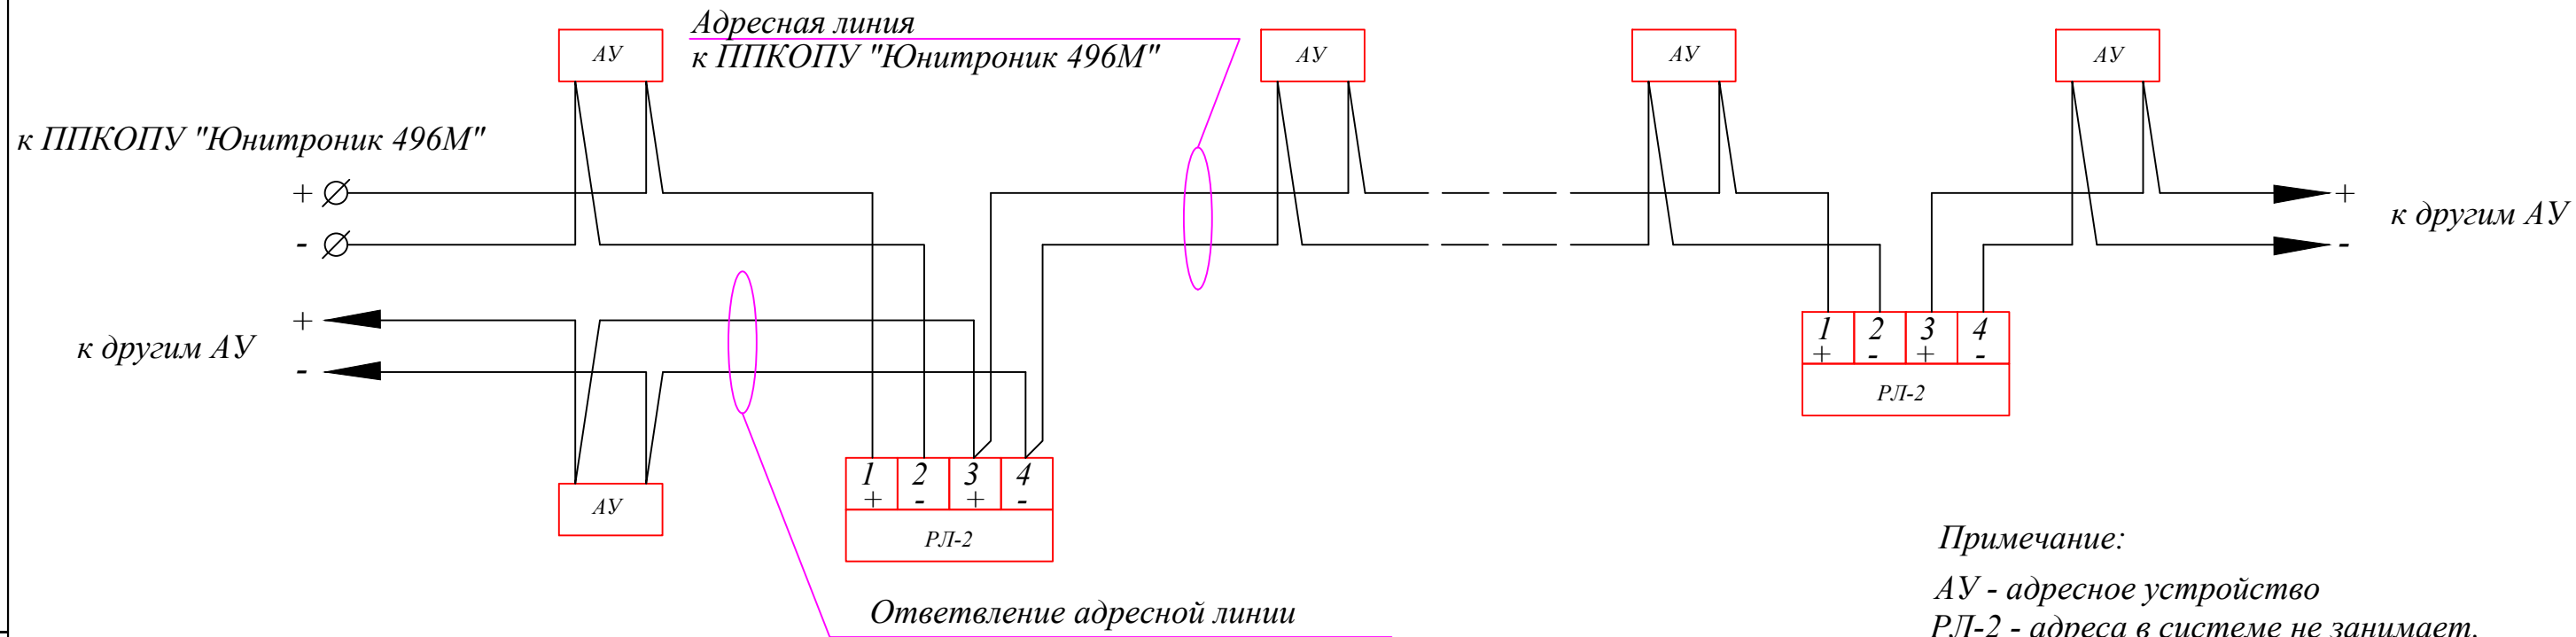 Адресная линия
к ППКОПУ "Юнитроник 496М"
АУ
АУ
АУ
АУ
к ППКОПУ "Юнитроник 496М"
+
-
+
-
к другим АУ
+
-
к другим АУ
1 2 3 4
+ - + -
РЛ-2
АУ
1 2 3 4
+ - + -
РЛ-2
Ответвление адресной линии
Примечание:
АУ - адресное устройство
РЛ-2 - адреса в системе не занимает.